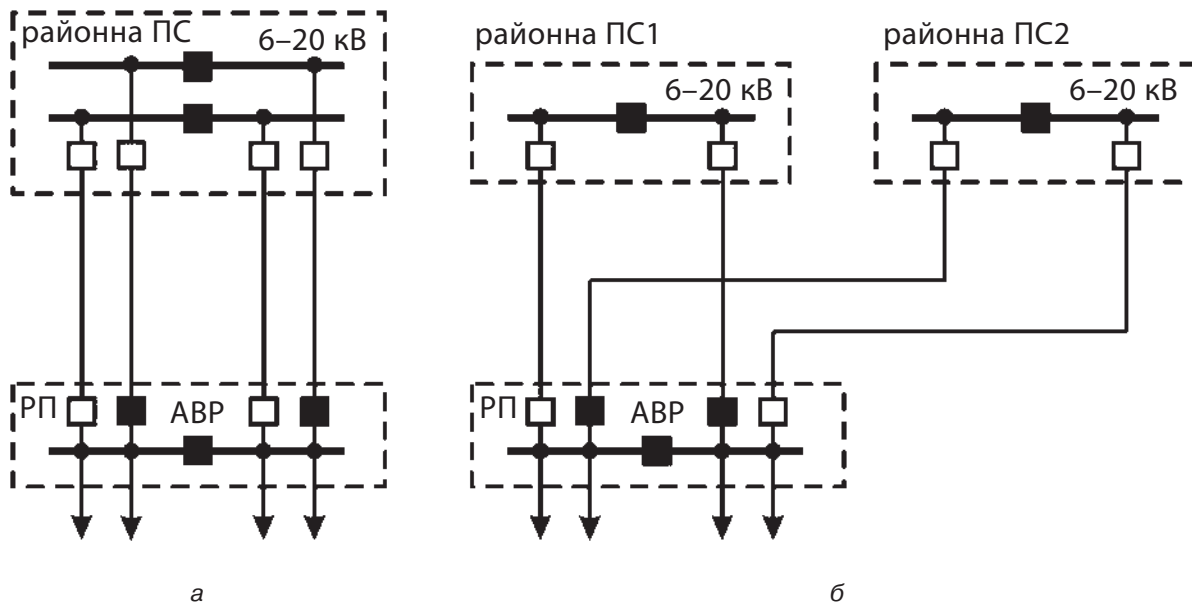 районна ПС
6–20 кВ
РП
АВР
а
районна ПС1
6–20 кВ
районна ПС2
6–20 кВ
РП
АВР
б